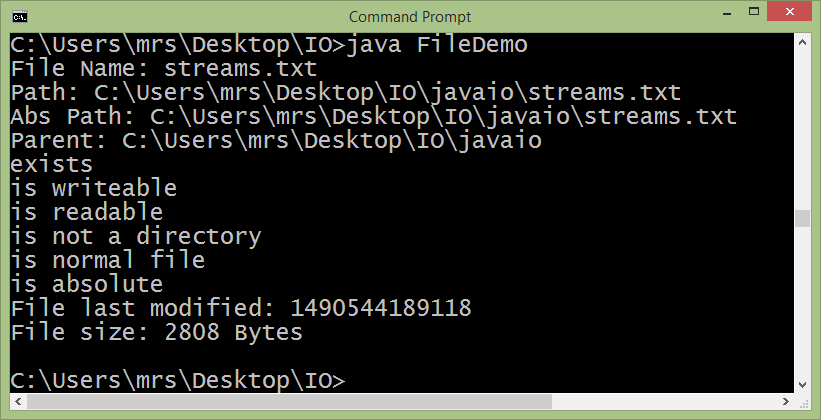 Command Prompt
C:\Users\mrs\Desktop\IO>java FileDemo
File Name: streams.txt
Path: C:\Users\mrs\Desktop\IO\javaio\streams.txt
Abs Path: C:\Users\mrs\Desktop\IO\javaio\streams.txt
Parent: C:\Users\mrs\Desktop\IO\javaio
exists
is writeable
is readable
is not a directory
is normal file
is absolute
File last modified: 1490544189118
File size: 2808 Bytes
C:\Users\mrs\Desktop\IO>